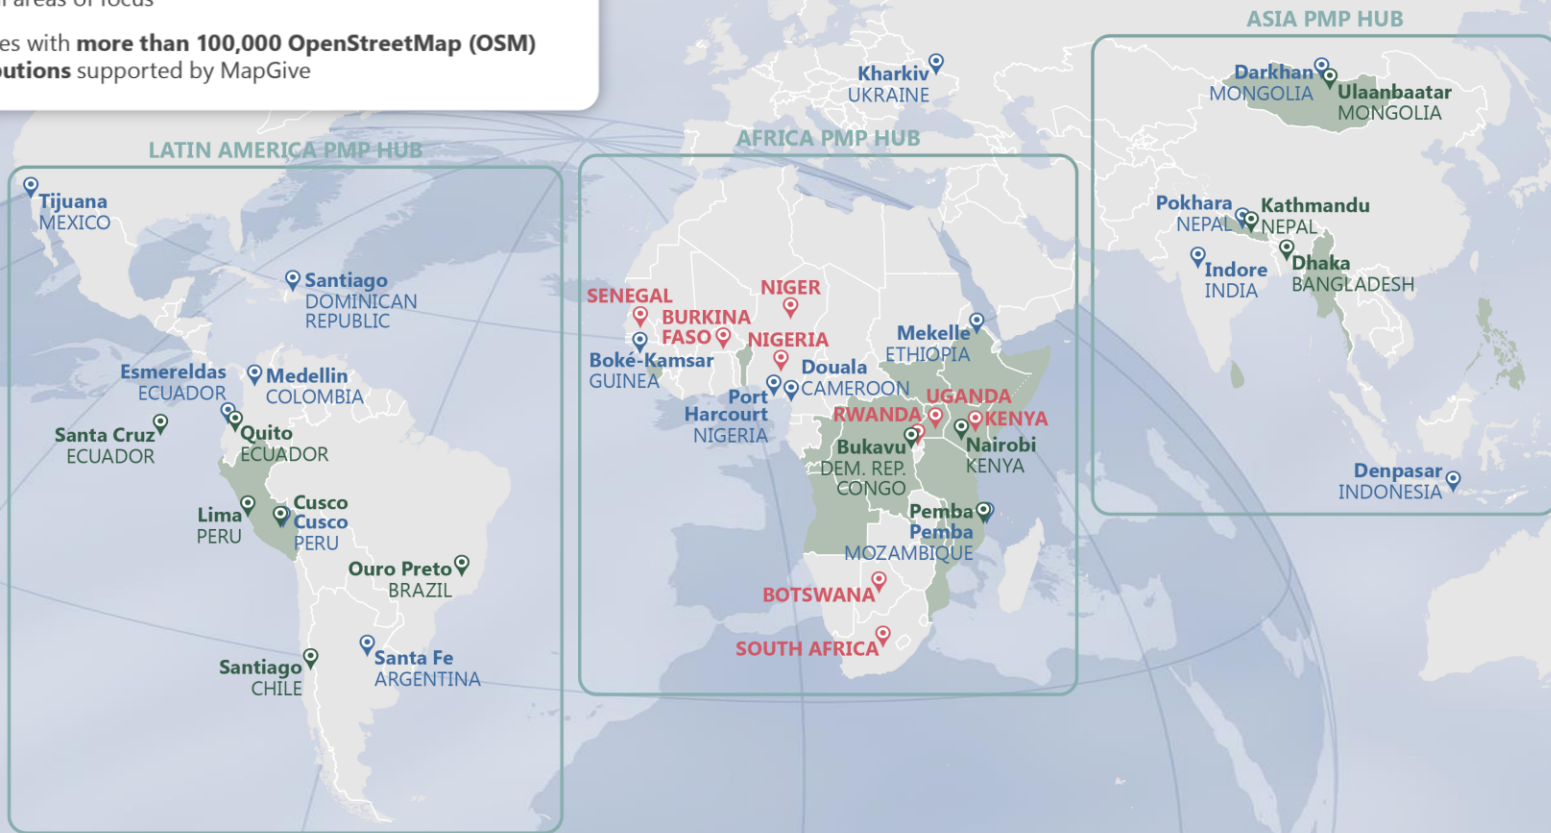 areas of focus
es with more than 100,000 OpenStreetMap (OSM)
butions supported by MapGive
ASIA PMP HUB
Kharkiv
UKRAINE
Darkhan
MONGOLIA
Ulaanbaatar
MONGOLIA
LATIN AMERICA PMP HUB
AFRICA PMP HUB
Tijuana
MEXICO
Santiago
DOMINICAN
REPUBLIC
Esmereldas
ECUADOR
Medellin
COLOMBIA
Santa Cruz
ECUADOR
Quito
ECUADOR
Lima
PERU
Cusco
Cusco
PERU
Ouro Preto
BRAZIL
Santiago
CHILE
Santa Fe
ARGENTINA
SENEGAL
NIGER
BURKINA
FASO
NIGERIA
Boké-Kamsar
GUINEA
Mekelle
ETHIOPIA
Douala
CAMEROON
Port
Harcourt
NIGERIA
UGANDA
RWANDA
KENYA
Bukavu
DEM. REP.
CONGO
Nairobi
KENYA
Pemba
Pemba
MOZAMBIQUE
BOTSWANA
SOUTH AFRICA
Pokhara
NEPAL
Kathmandu
NEPAL
Indore
INDIA
Dhaka
BANGLADESH
Denpasar
INDONESIA